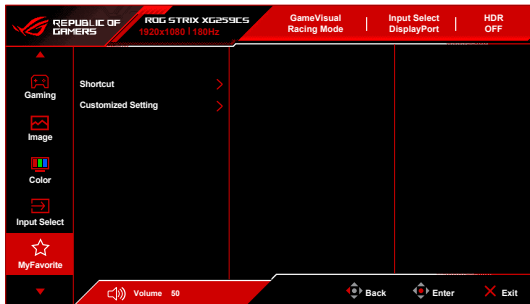 REPUBLIC OF
GAMERS
ROG STRIX XG259CS
1920x1080 | 180Hz
GameVisual
Racing Mode
Input Select
DisplayPort
HDR
OFF
Gaming
Image
Color
Input Select
MyFavorite
Shortcut
Customized Setting
Volume 50
Back
Enter
Exit